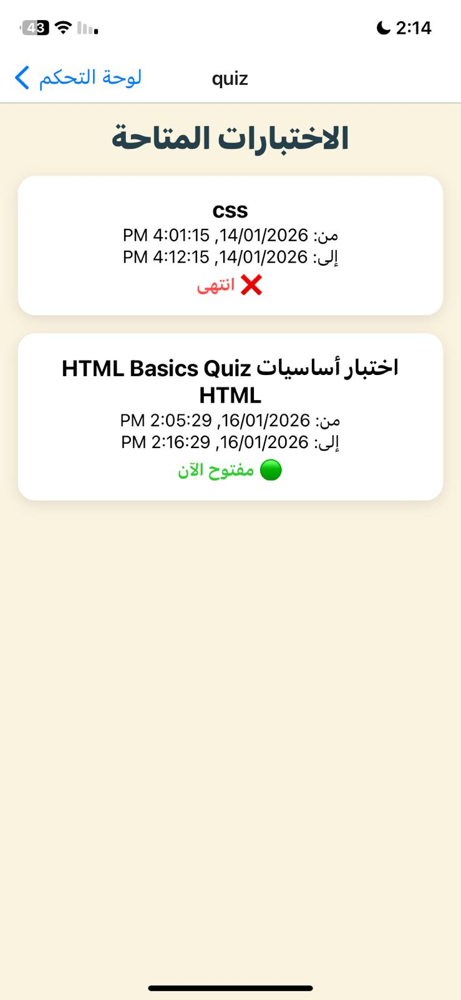 43
2:14
لوحة التحكم
quiz
الاختبارات المتاحة
css
من: 14/01/2026, 4:01:15 PM
إلى: 14/01/2026, 4:12:15 PM
❌ انتهى
اختبار أساسيات HTML Basics Quiz
HTML
من: 16/01/2026, 2:05:29 PM
إلى: 16/01/2026, 2:16:29 PM
🟢 مفتوح الآن